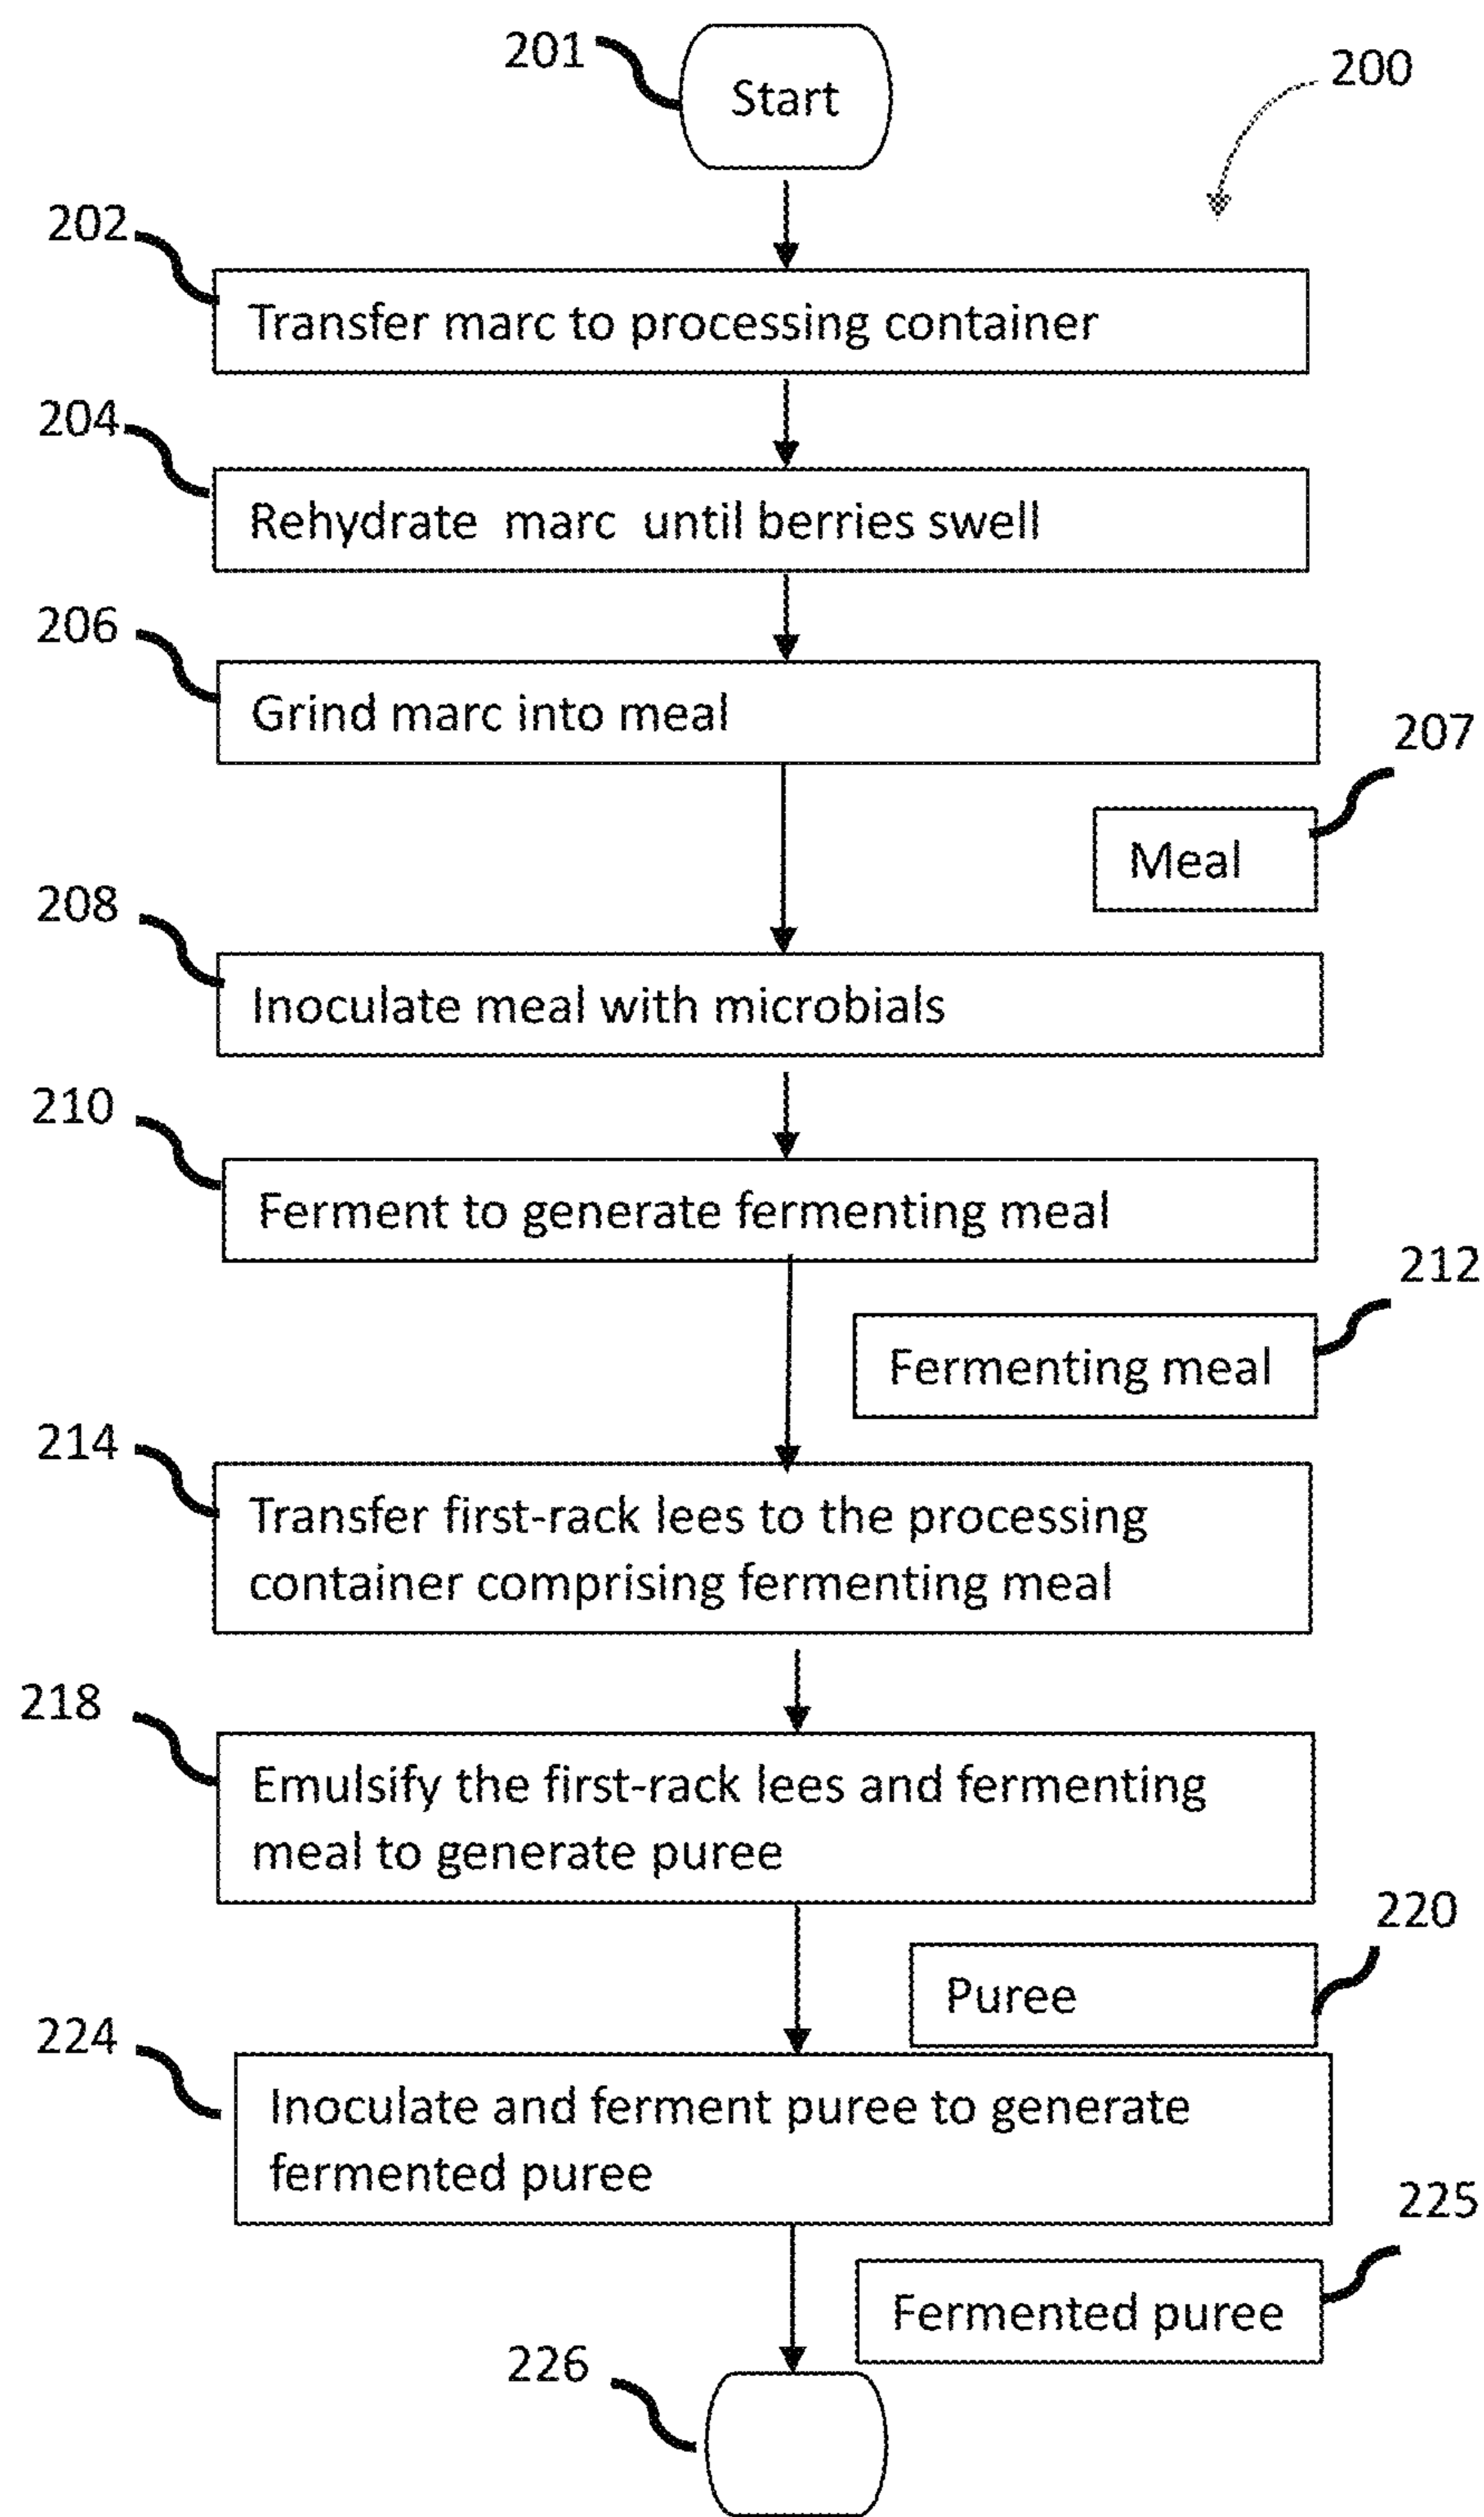 201
Start
200
202
Transfer marc to processing container
204
Rehydrate marc until berries swell
206
Grind marc into meal
207
Meal
208
Inoculate meal with microbials
210
Ferment to generate fermenting meal
212
Fermenting meal
214
Transfer first-rack lees to the processing
container comprising fermenting meal
218
Emulsify the first-rack lees and fermenting
meal to generate puree
220
Puree
224
Inoculate and ferment puree to generate
fermented puree
225
Fermented puree
226